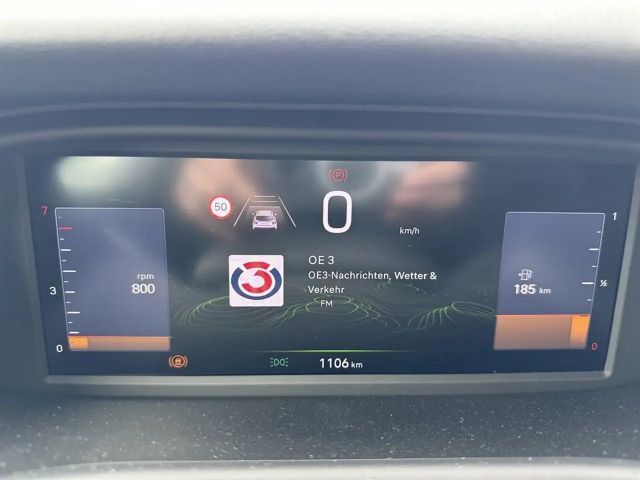 P
50
0
km/h
7
3
0
rpm
800
3
OE 3
OE3-Nachrichten, Wetter &
Verkehr
FM
1
½
0
185 km
1106 km